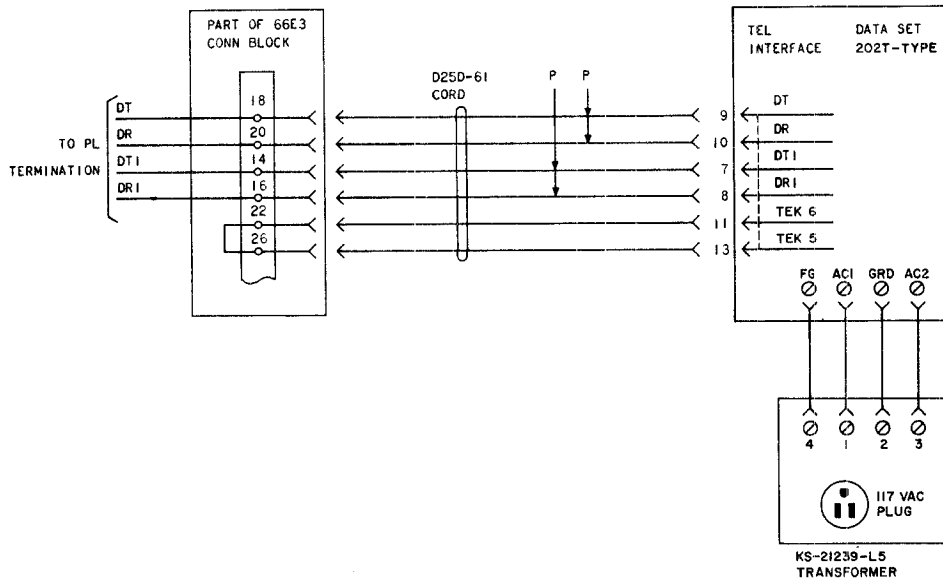 PART OF 66E3
CONN BLOCK
TEL
INTERFACE
DATA SET
202T-TYPE
D25D-61
CORD
P P
TO PL
TERMINATION
DT 18 9 DT
DR 20 10 DR
DT1 14 7 DT1
DR1 16 8 DR1
22 11 TEK 6
26 13 TEK 5
FG AC1 GRD AC2
4 1 2 3
117 VAC
PLUG
KS-21239-L5
TRANSFORMER